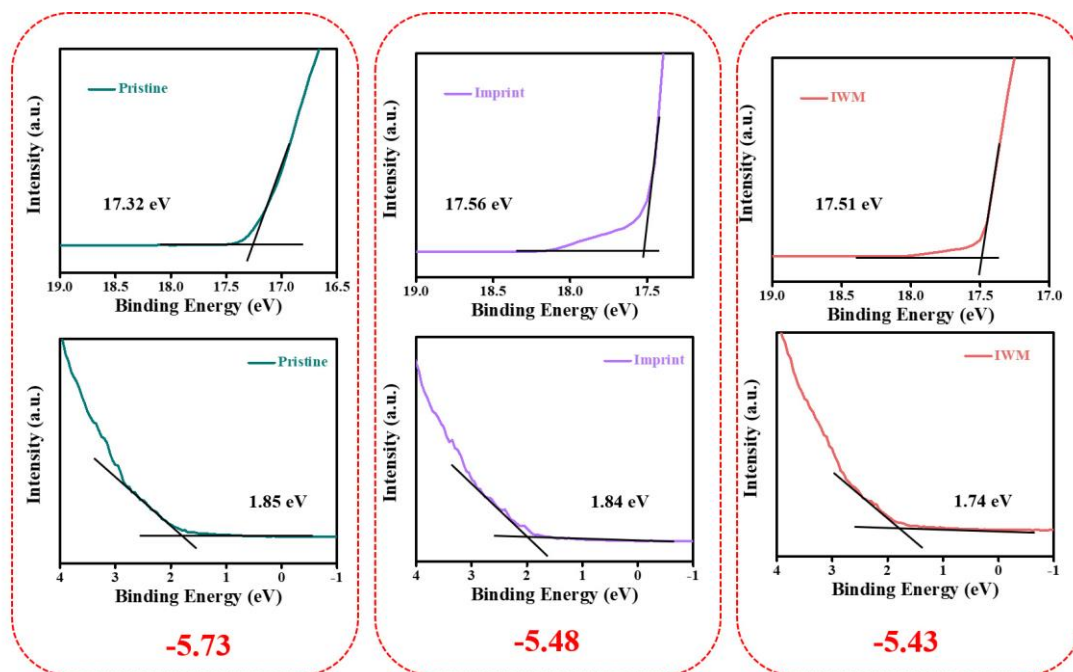 Intensity (a.u.)
Pristine
17.32 eV
19.0 18.5 18.0 17.5 17.0 16.5
Binding Energy (eV)
Intensity (a.u.)
Imprint
17.56 eV
19.0 18.5 18.0 17.5
Binding Energy (eV)
Intensity (a.u.)
IWM
17.51 eV
19.0 18.5 18.0 17.5 17.0
Binding Energy (eV)
Intensity (a.u.)
Pristine
1.85 eV
4 3 2 1 0 -1
Binding Energy (eV)
Intensity (a.u.)
Imprint
1.84 eV
4 3 2 1 0 -1
Binding Energy (eV)
Intensity (a.u.)
IWM
1.74 eV
4 3 2 1 0 -1
Binding Energy (eV)
-5.73
-5.48
-5.43